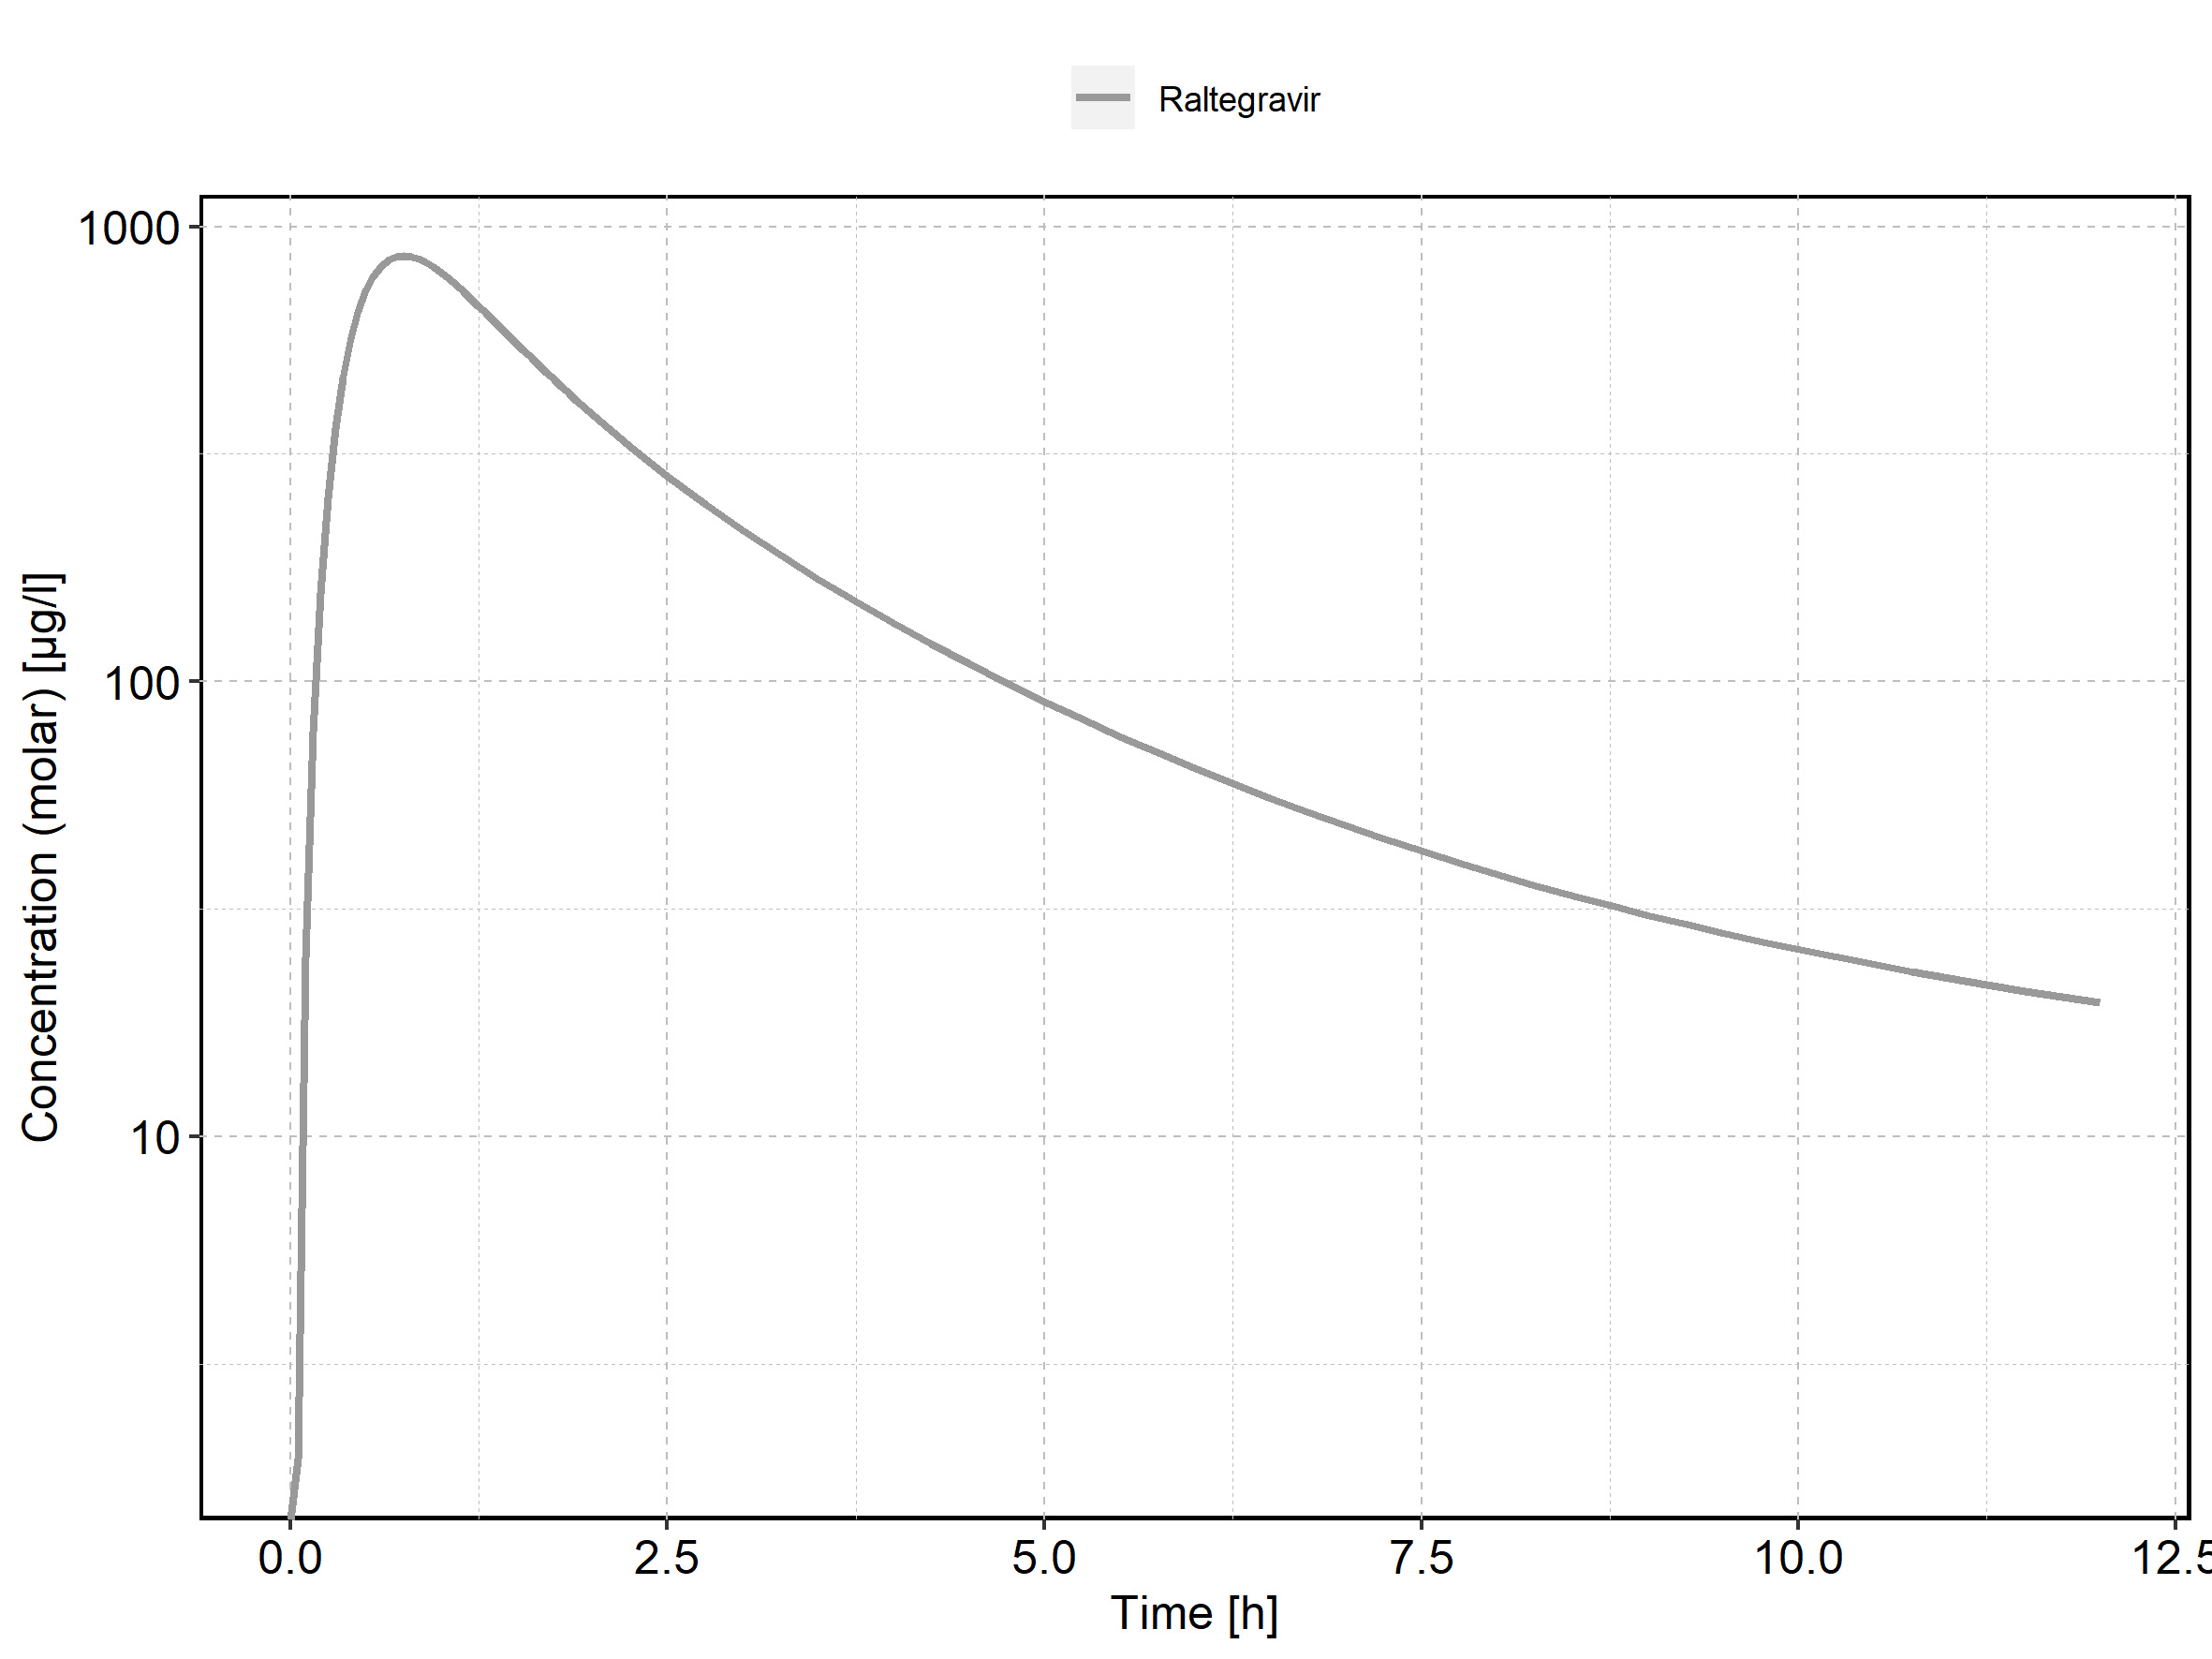 Raltegravir
1000
100
10
Concentration (molar) [µg/l]
0.0 2.5 5.0 7.5 10.0 12.5
Time [h]